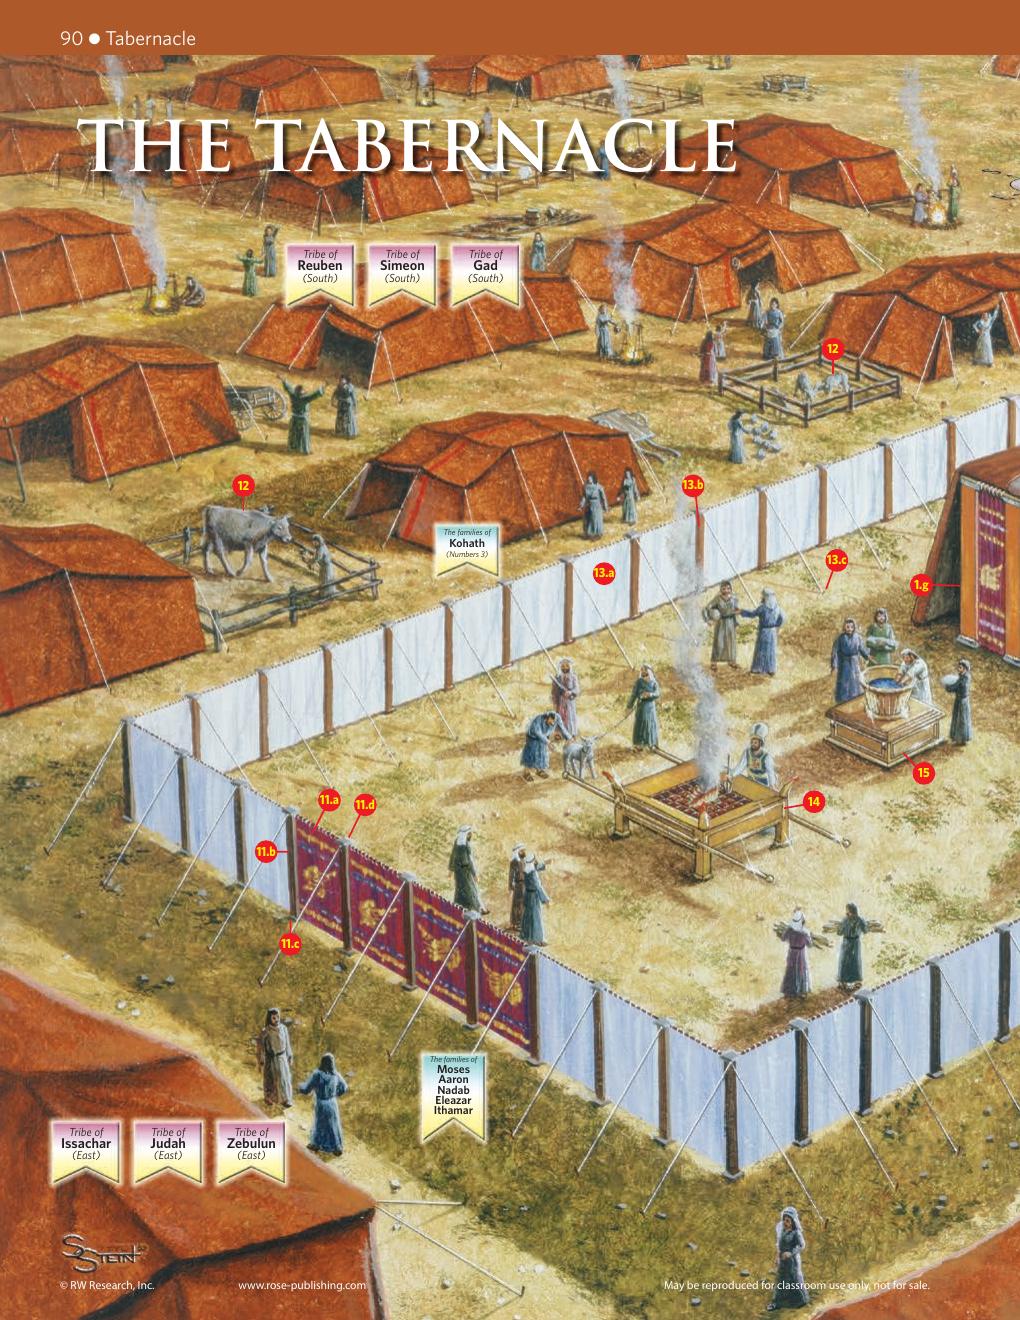 90 ● Tabernacle
THE TABERNACLE
Tribe of
Reuben
(South)
Tribe of
Simeon
(South)
Tribe of
Gad
(South)
12
12
13.b
The families of
Kohath
(Numbers 3)
13.c
13.a
1.g
15
11.a
11.d
14
11.b
11.c
The families of
Moses
Aaron
Nadab
Eleazar
Ithamar
Tribe of
Issachar
(East)
Tribe of
Judah
(East)
Tribe of
Zebulun
(East)
S STEIN
© RW Research, Inc.
www.rose-publishing.com
May be reproduced for classroom use only, not for sale.